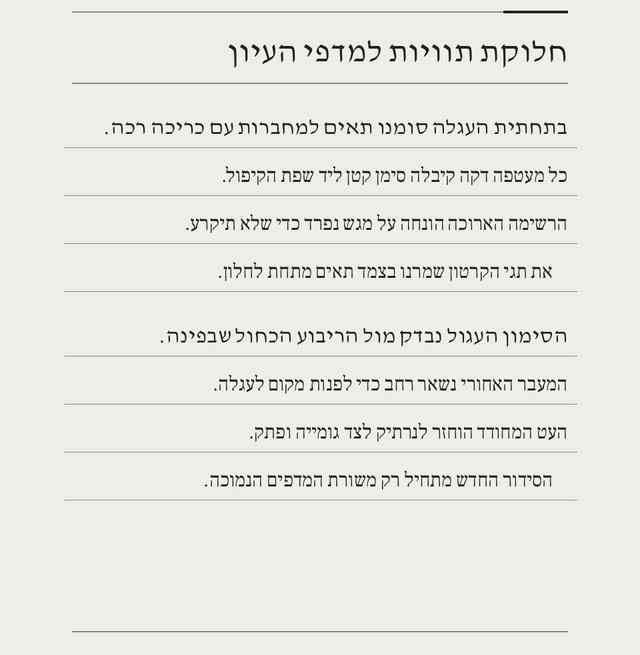 חלוקת תוויות למדפי העיון
בתחתית העגלה סומנו תאים למחברות עם כריכה רכה.
כל מעטפה דקה קיבלה סימן קטן ליד שפת הקיפול.
הרשימה הארוכה הונחה על מגש נפרד כדי שלא תיקרע.
את תגי הקרטון שמרנו בצמד תאים מתחת לחלון.
הסימון העגול נבדק מול הריבוע הכחול שבפינה.
המעבר האחורי נשאר רחב כדי לפנות מקום לעגלה.
העט המחודד הוחזר לנרתיק לצד גומייה ופתק.
הסידור החדש מתחיל רק משורת המדפים הנמוכה.